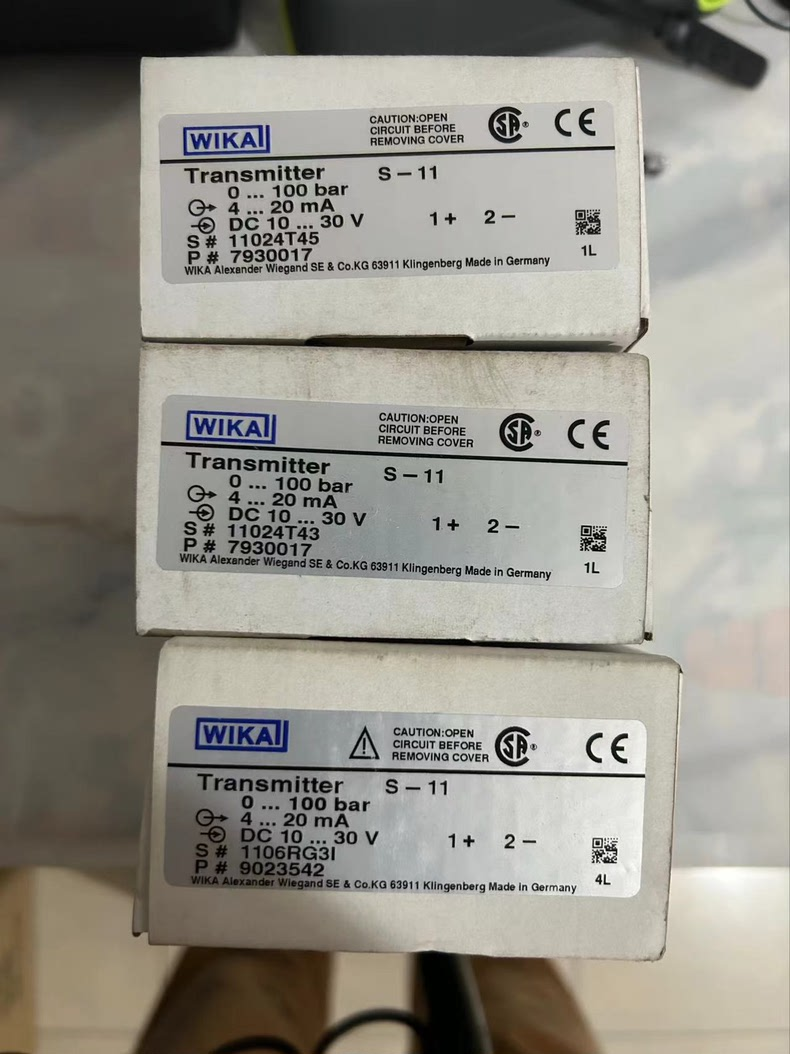 WIKA
CAUTION:OPEN
CIRCUIT BEFORE
REMOVING COVER
SA®
CE
Transmitter S – 11
0 ... 100 bar
4 ... 20 mA
DC 10 ... 30 V 1+ 2–
S # 11024T45
P # 7930017
1L
WIKA Alexander Wiegand SE & Co.KG 63911 Klingenberg Made in Germany
WIKA
CAUTION:OPEN
CIRCUIT BEFORE
REMOVING COVER
SA®
CE
Transmitter S – 11
0 ... 100 bar
4 ... 20 mA
DC 10 ... 30 V 1+ 2–
S # 11024T43
P # 7930017
1L
WIKA Alexander Wiegand SE & Co.KG 63911 Klingenberg Made in Germany
WIKA
CAUTION:OPEN
CIRCUIT BEFORE
REMOVING COVER
SA®
CE
Transmitter S – 11
0 ... 100 bar
4 ... 20 mA
DC 10 ... 30 V 1+ 2–
S # 1106RG3I
P # 9023542
4L
WIKA Alexander Wiegand SE & Co.KG 63911 Klingenberg Made in Germany